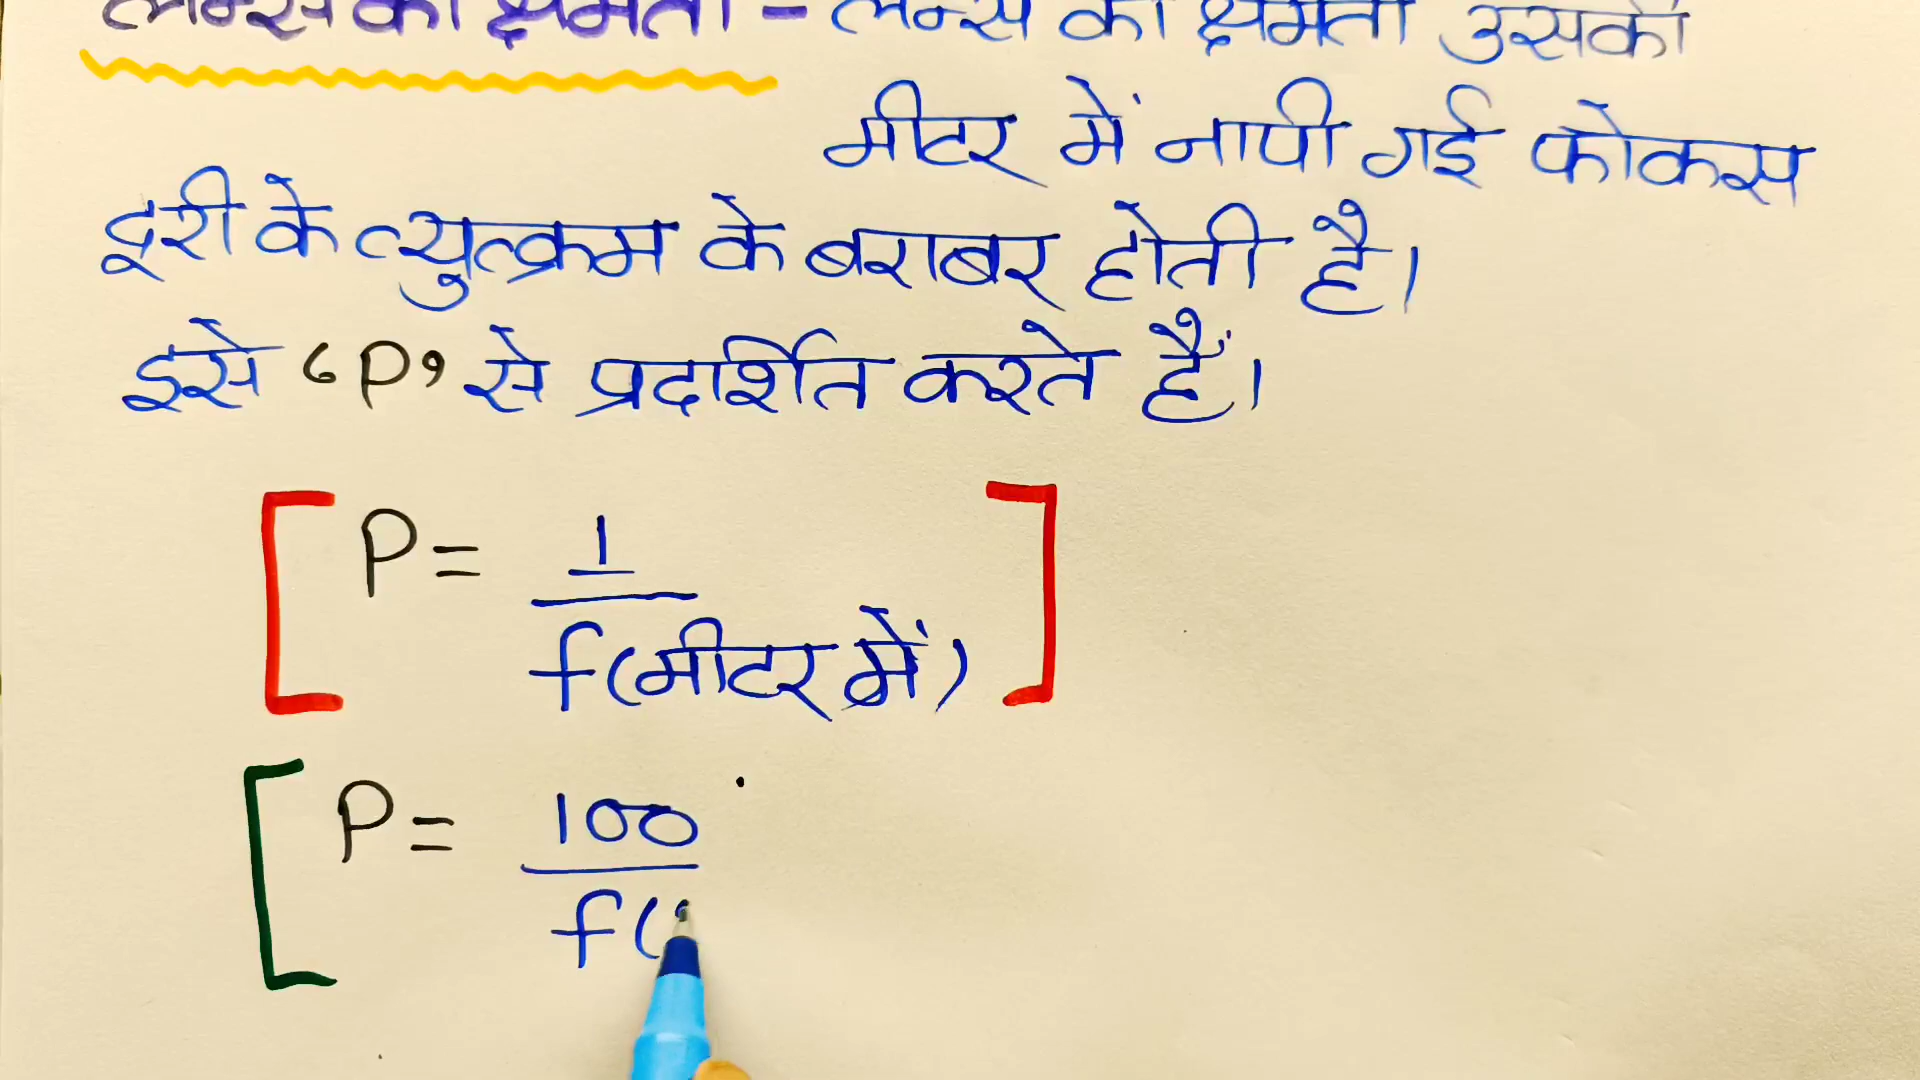 लेन्स की क्षमता - लेन्स की क्षमता उसकी
मीटर में नापी गई फोकस
दूरी के व्युत्क्रम के बराबर होती है।
इसे 'P' से प्रदर्शित करते हैं।
P = 1
f(मीटर में)
P = 100
f(